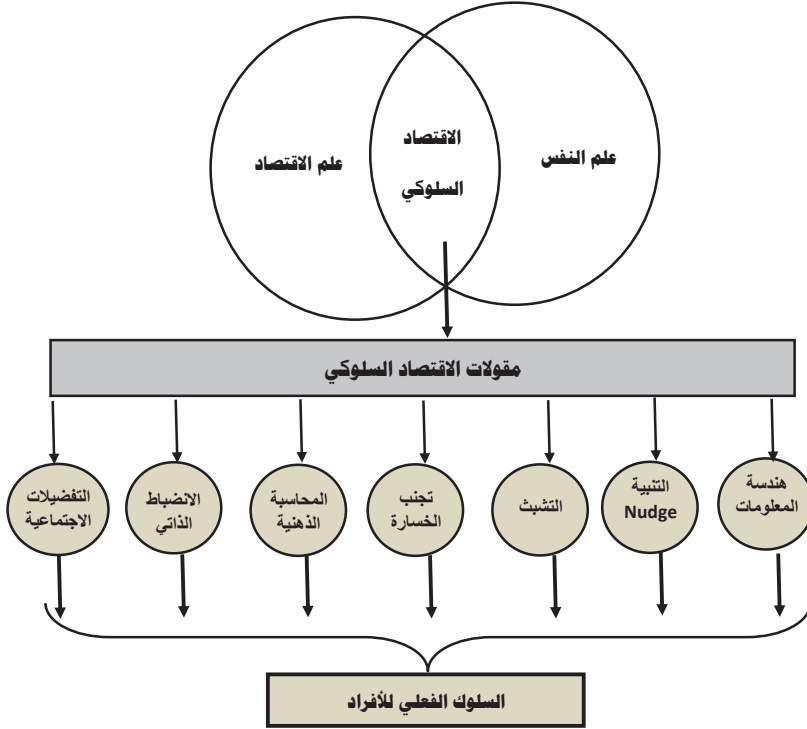 علم النفس
الاقتصاد
السلوكي
علم الاقتصاد
مقولات الاقتصاد السلوكي
هندسة
المعلومات
التنبية
Nudge
التشبث
تجنب
الخسارة
المحاسبة
الذهنية
الانضباط
الذاتي
التفضيلات
الاجتماعية
السلوك الفعلي للأفراد